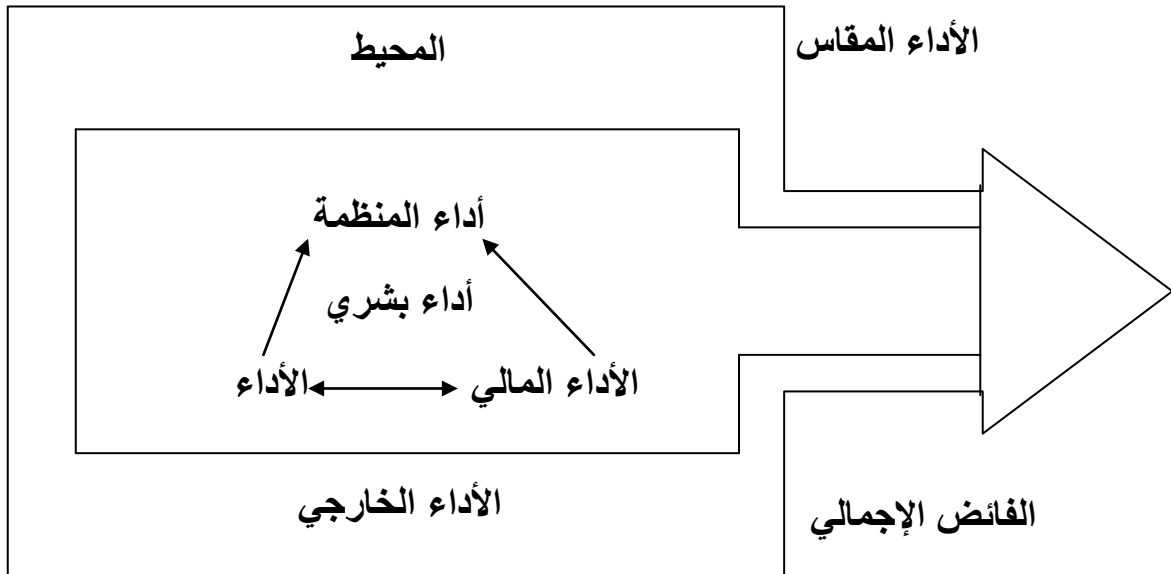 الأداء المقاس
المحيط
أداء المنظمة
أداء بشري
الأداء المالي
الأداء
الأداء الخارجي
الفائض الإجمالي